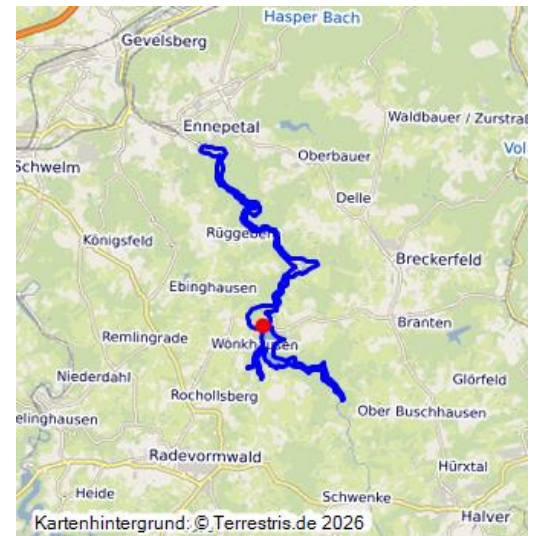 Hasper Bach
Gevelsberg
Waldbauer / Zurstraß
Ennepetal
Vol
Oberbauer
Schwelm
Delle
Rüggeberg
Königsfeld
Breckerfeld
Ebinghausen
Branten
Remlingrade
Wönkhausen
Niederdahl
Glörfeld
Rochollsberg
Ober Buschhausen
elinghausen
Radevormwald
Hürxtal
Heide
Schwenke
Halver
Kartenhintergrund: © Terrestris.de 2026